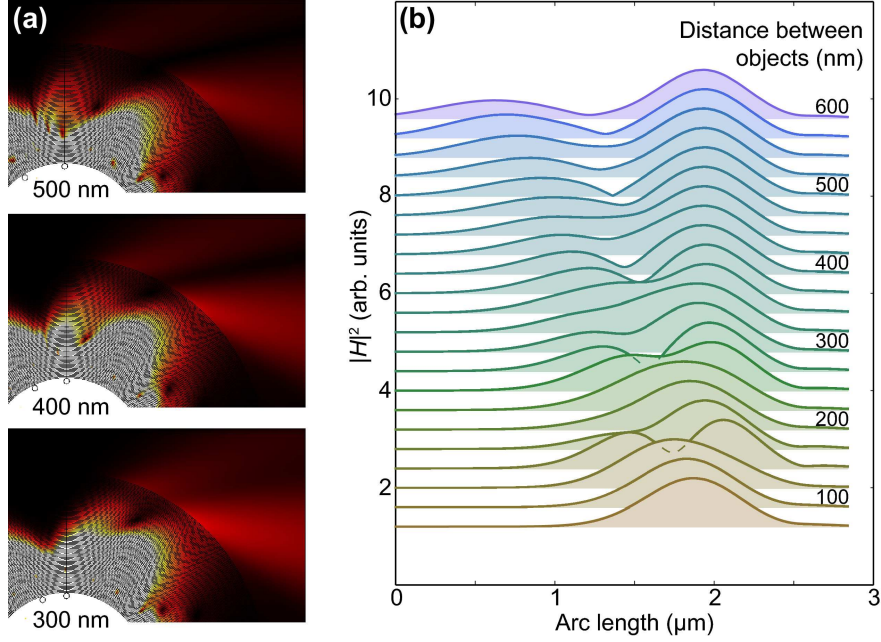 (a)
500 nm
400 nm
300 nm
(b)
Distance between
objects (nm)
600
500
400
300
200
100
10
8
6
4
2
|H|² (arb. units)
0
1
2
3
Arc length (µm)